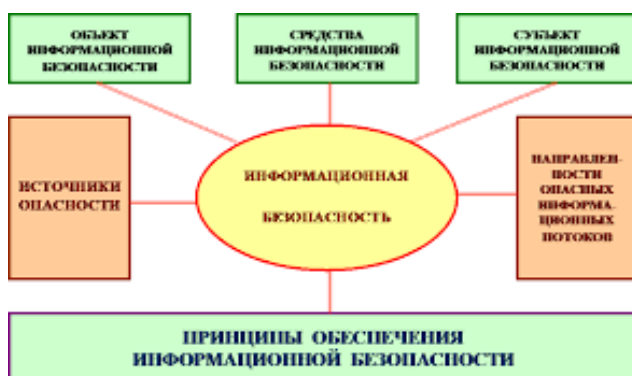 ОБЪЕКТ
ИНФОРМАЦИОННОЙ
БЕЗОПАСНОСТИ
СРЕДСТВА
ИНФОРМАЦИОННОЙ
БЕЗОПАСНОСТИ
СУБЪЕКТ
ИНФОРМАЦИОННОЙ
БЕЗОПАСНОСТИ
ИСТОЧНИКИ
ОПАСНОСТИ
ИНФОРМАЦИОННАЯ
БЕЗОПАСНОСТЬ
НАПРАВЛЕН-
НОСТИ
ОПАСНЫХ
ИНФОРМА-
ЦИОННЫХ
ПОТОКОВ
ПРИНЦИПЫ ОБЕСПЕЧЕНИЯ
ИНФОРМАЦИОННОЙ БЕЗОПАСНОСТИ